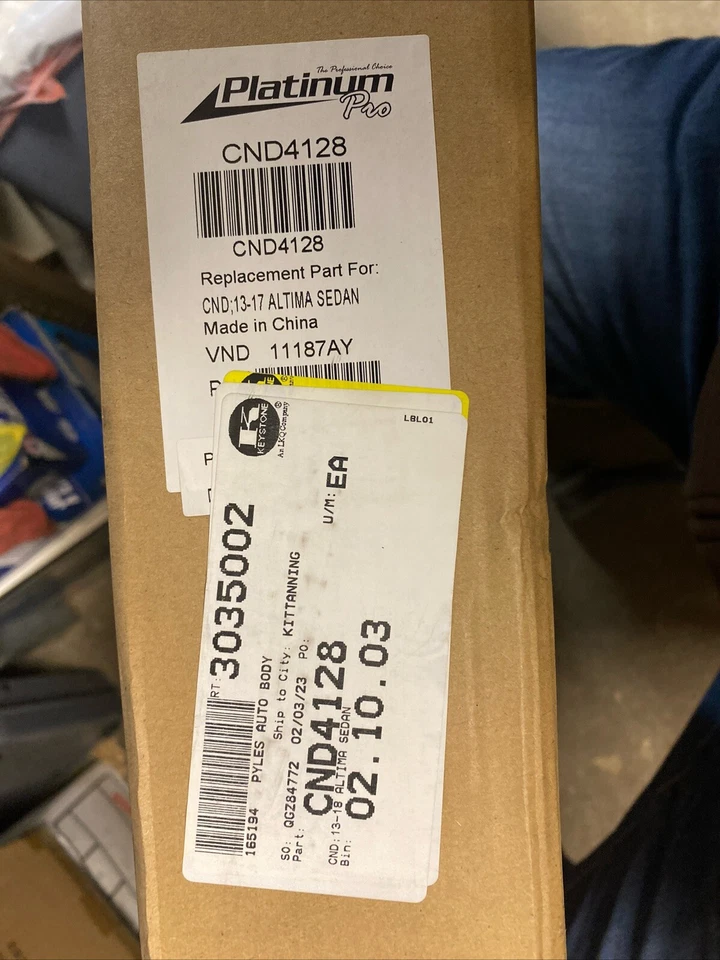 The Professional Choice
Platinum
Pro
CND4128
CND4128
Replacement Part For:
CND;13-17 ALTIMA SEDAN
Made in China
VND 11187AY
P
P
KEYSTONE
An LKQ Company
LBL01
RT: 3035002
U/M: EA
165194 PYLES AUTO BODY
Ship to City: KITTANNING
SO: QGZ84772 02/03/23 PO:
Part: CND4128
CND:13-18 ALTIMA SEDAN
Bin: 02.10.03